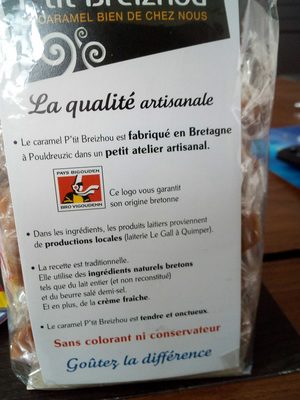 P'tit Breizhou
CARAMEL BIEN DE CHEZ NOUS
La qualité artisanale
• Le caramel P'tit Breizhou est fabriqué en Bretagne
à Pouldreuzic dans un petit atelier artisanal.
PAYS BIGOUDEN
BRO VIGOUDENN
Ce logo vous garantit
son origine bretonne
• Dans les ingrédients, les produits laitiers proviennent
de productions locales (laiterie Le Gall à Quimper).
• La recette est traditionnelle.
Elle utilise des ingrédients naturels bretons
tels que du lait entier (et non reconstitué)
et du beurre salé demi-sel.
Et en plus, de la crème fraîche.
• Le caramel P'tit Breizhou est tendre et onctueux.
Sans colorant ni conservateur
Goûtez la différence